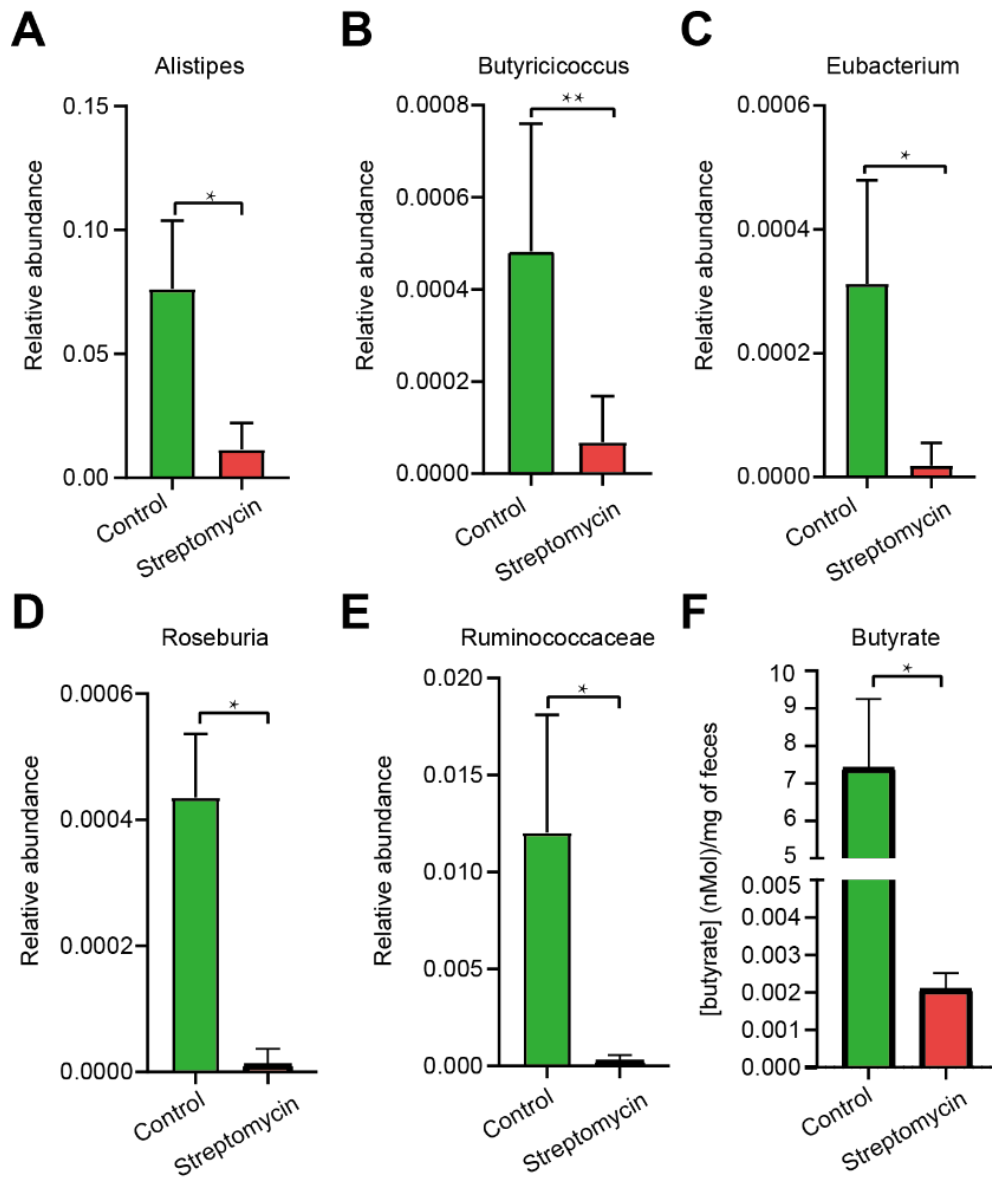 A
Alistipes
Relative abundance
0.15
0.10
0.05
0.00
*
Control
Streptomycin
B
Butyricicoccus
Relative abundance
0.0008
0.0006
0.0004
0.0002
0.0000
**
Control
Streptomycin
C
Eubacterium
Relative abundance
0.0006
0.0004
0.0002
0.0000
*
Control
Streptomycin
D
Roseburia
Relative abundance
0.0006
0.0004
0.0002
0.0000
*
Control
Streptomycin
E
Ruminococcaceae
Relative abundance
0.020
0.015
0.010
0.005
0.000
*
Control
Streptomycin
F
Butyrate
[butyrate] (nMol)/mg of feces
10
9
8
7
6
5
0.005
0.004
0.003
0.002
0.001
0.000
*
Control
Streptomycin